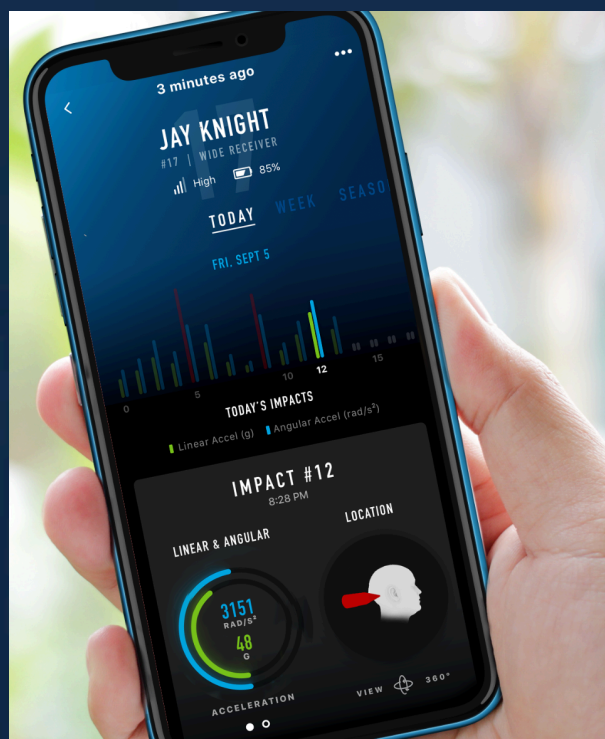 3 minutes ago
17
JAY KNIGHT
#17 | WIDE RECEIVER
High 85%
TODAY WEEK SEASO
FRI, SEPT 5
0 5 10 12 15
TODAY'S IMPACTS
Linear Accel (g) Angular Accel (rad/s²)
IMPACT #12
8:28 PM
LINEAR & ANGULAR
LOCATION
3151
RAD/S²
48
G
ACCELERATION
VIEW 360°